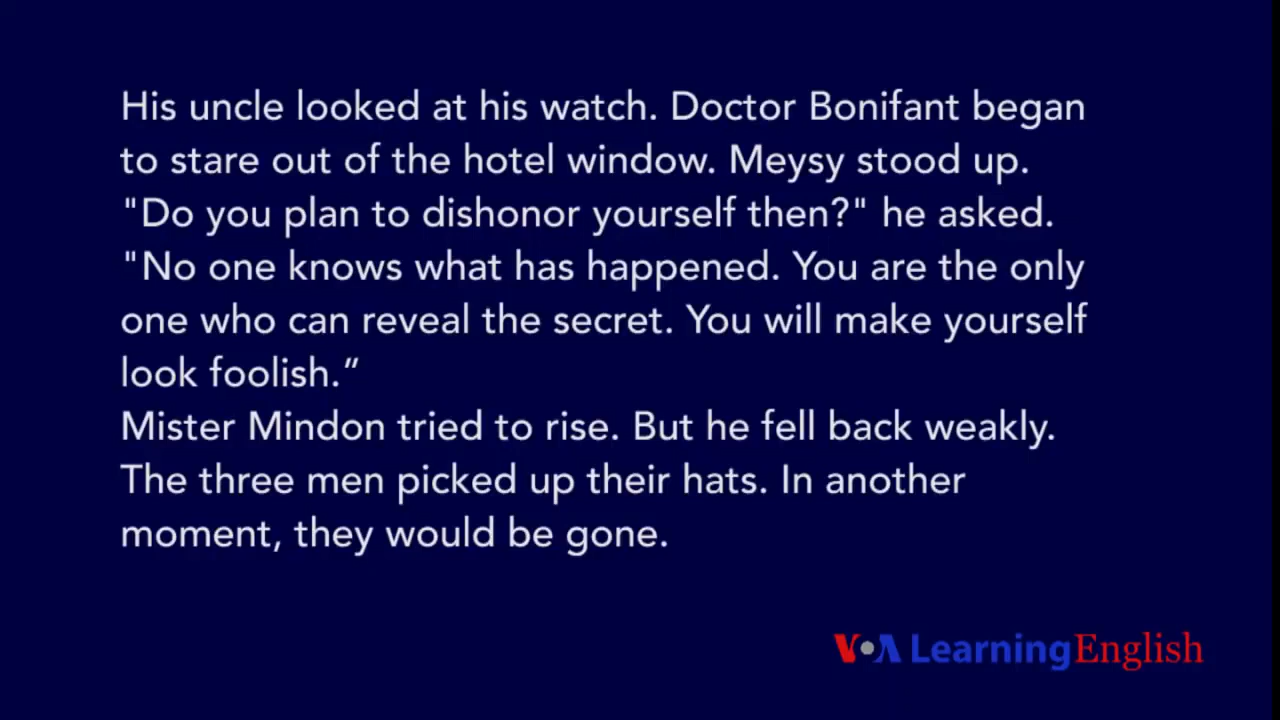 His uncle looked at his watch. Doctor Bonifant began
to stare out of the hotel window. Meysy stood up.
"Do you plan to dishonor yourself then?" he asked.
"No one knows what has happened. You are the only
one who can reveal the secret. You will make yourself
look foolish.”
Mister Mindon tried to rise. But he fell back weakly.
The three men picked up their hats. In another
moment, they would be gone.
VOA Learning English